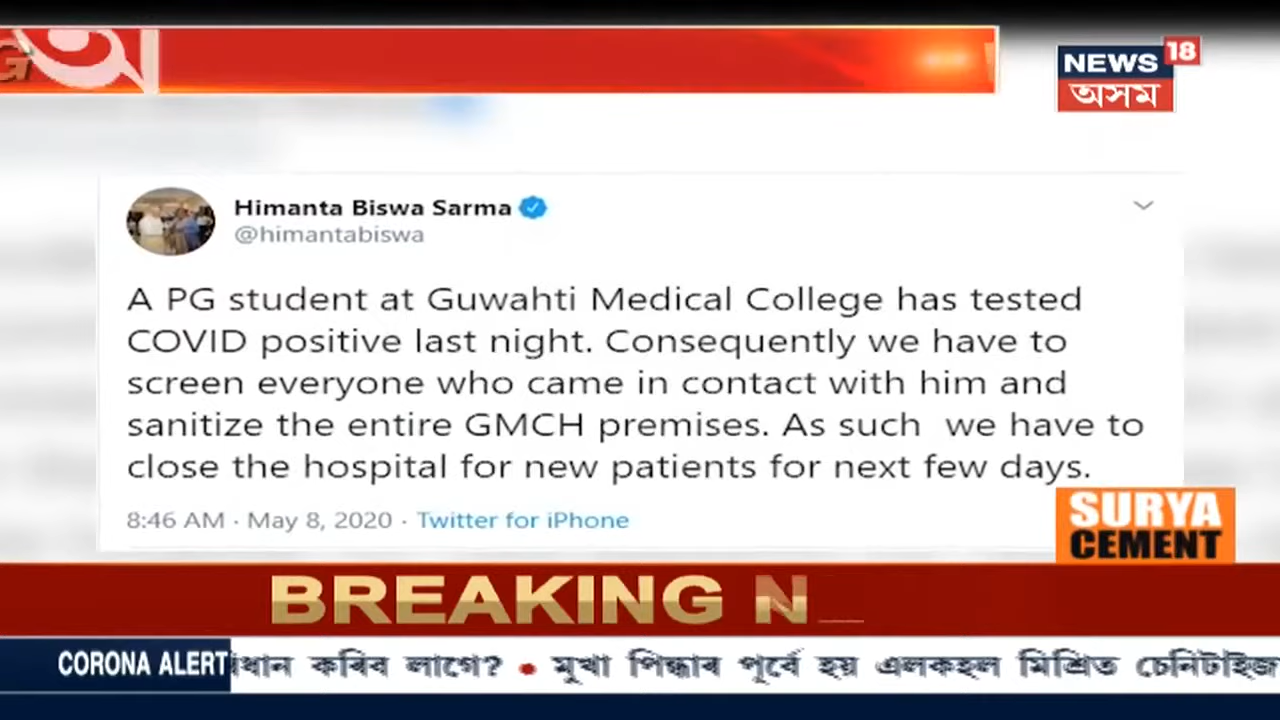 NEWS 18
অসম
Himanta Biswa Sarma
@himantabiswa
A PG student at Guwahti Medical College has tested
COVID positive last night. Consequently we have to
screen everyone who came in contact with him and
sanitize the entire GMCH premises. As such we have to
close the hospital for new patients for next few days.
8:46 AM · May 8, 2020 · Twitter for iPhone
SURYA
CEMENT
BREAKING N
CORONA ALERT কৰিব লাগে? • মুখা পিন্ধাৰ পূৰ্বে হয় এলকহল মিশ্ৰিত